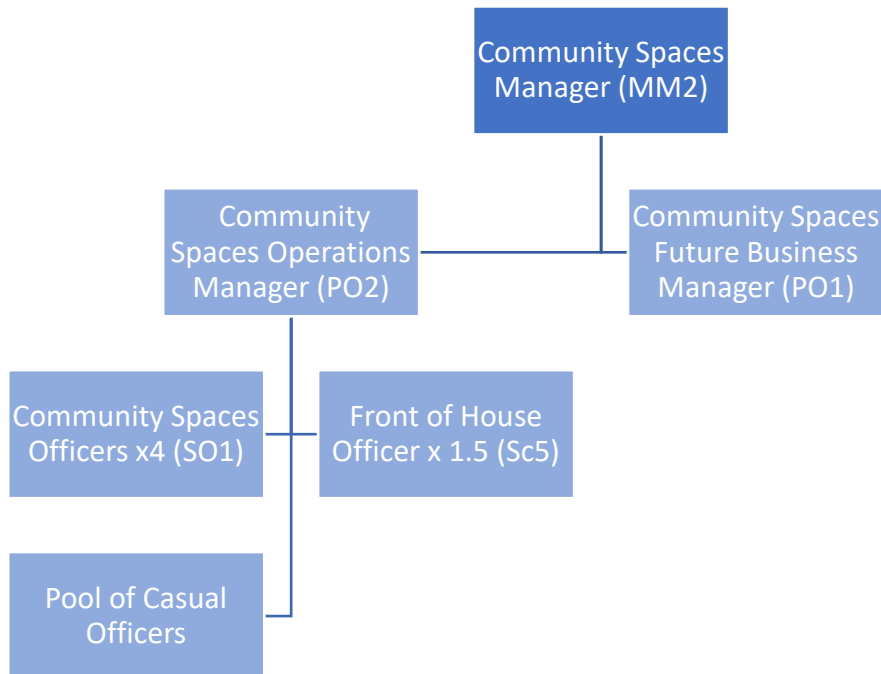 Community Spaces
Manager (MM2)
Community
Spaces Operations
Manager (PO2)
Community Spaces
Future Business
Manager (PO1)
Community Spaces
Officers x4 (SO1)
Front of House
Officer x 1.5 (Sc5)
Pool of Casual
Officers